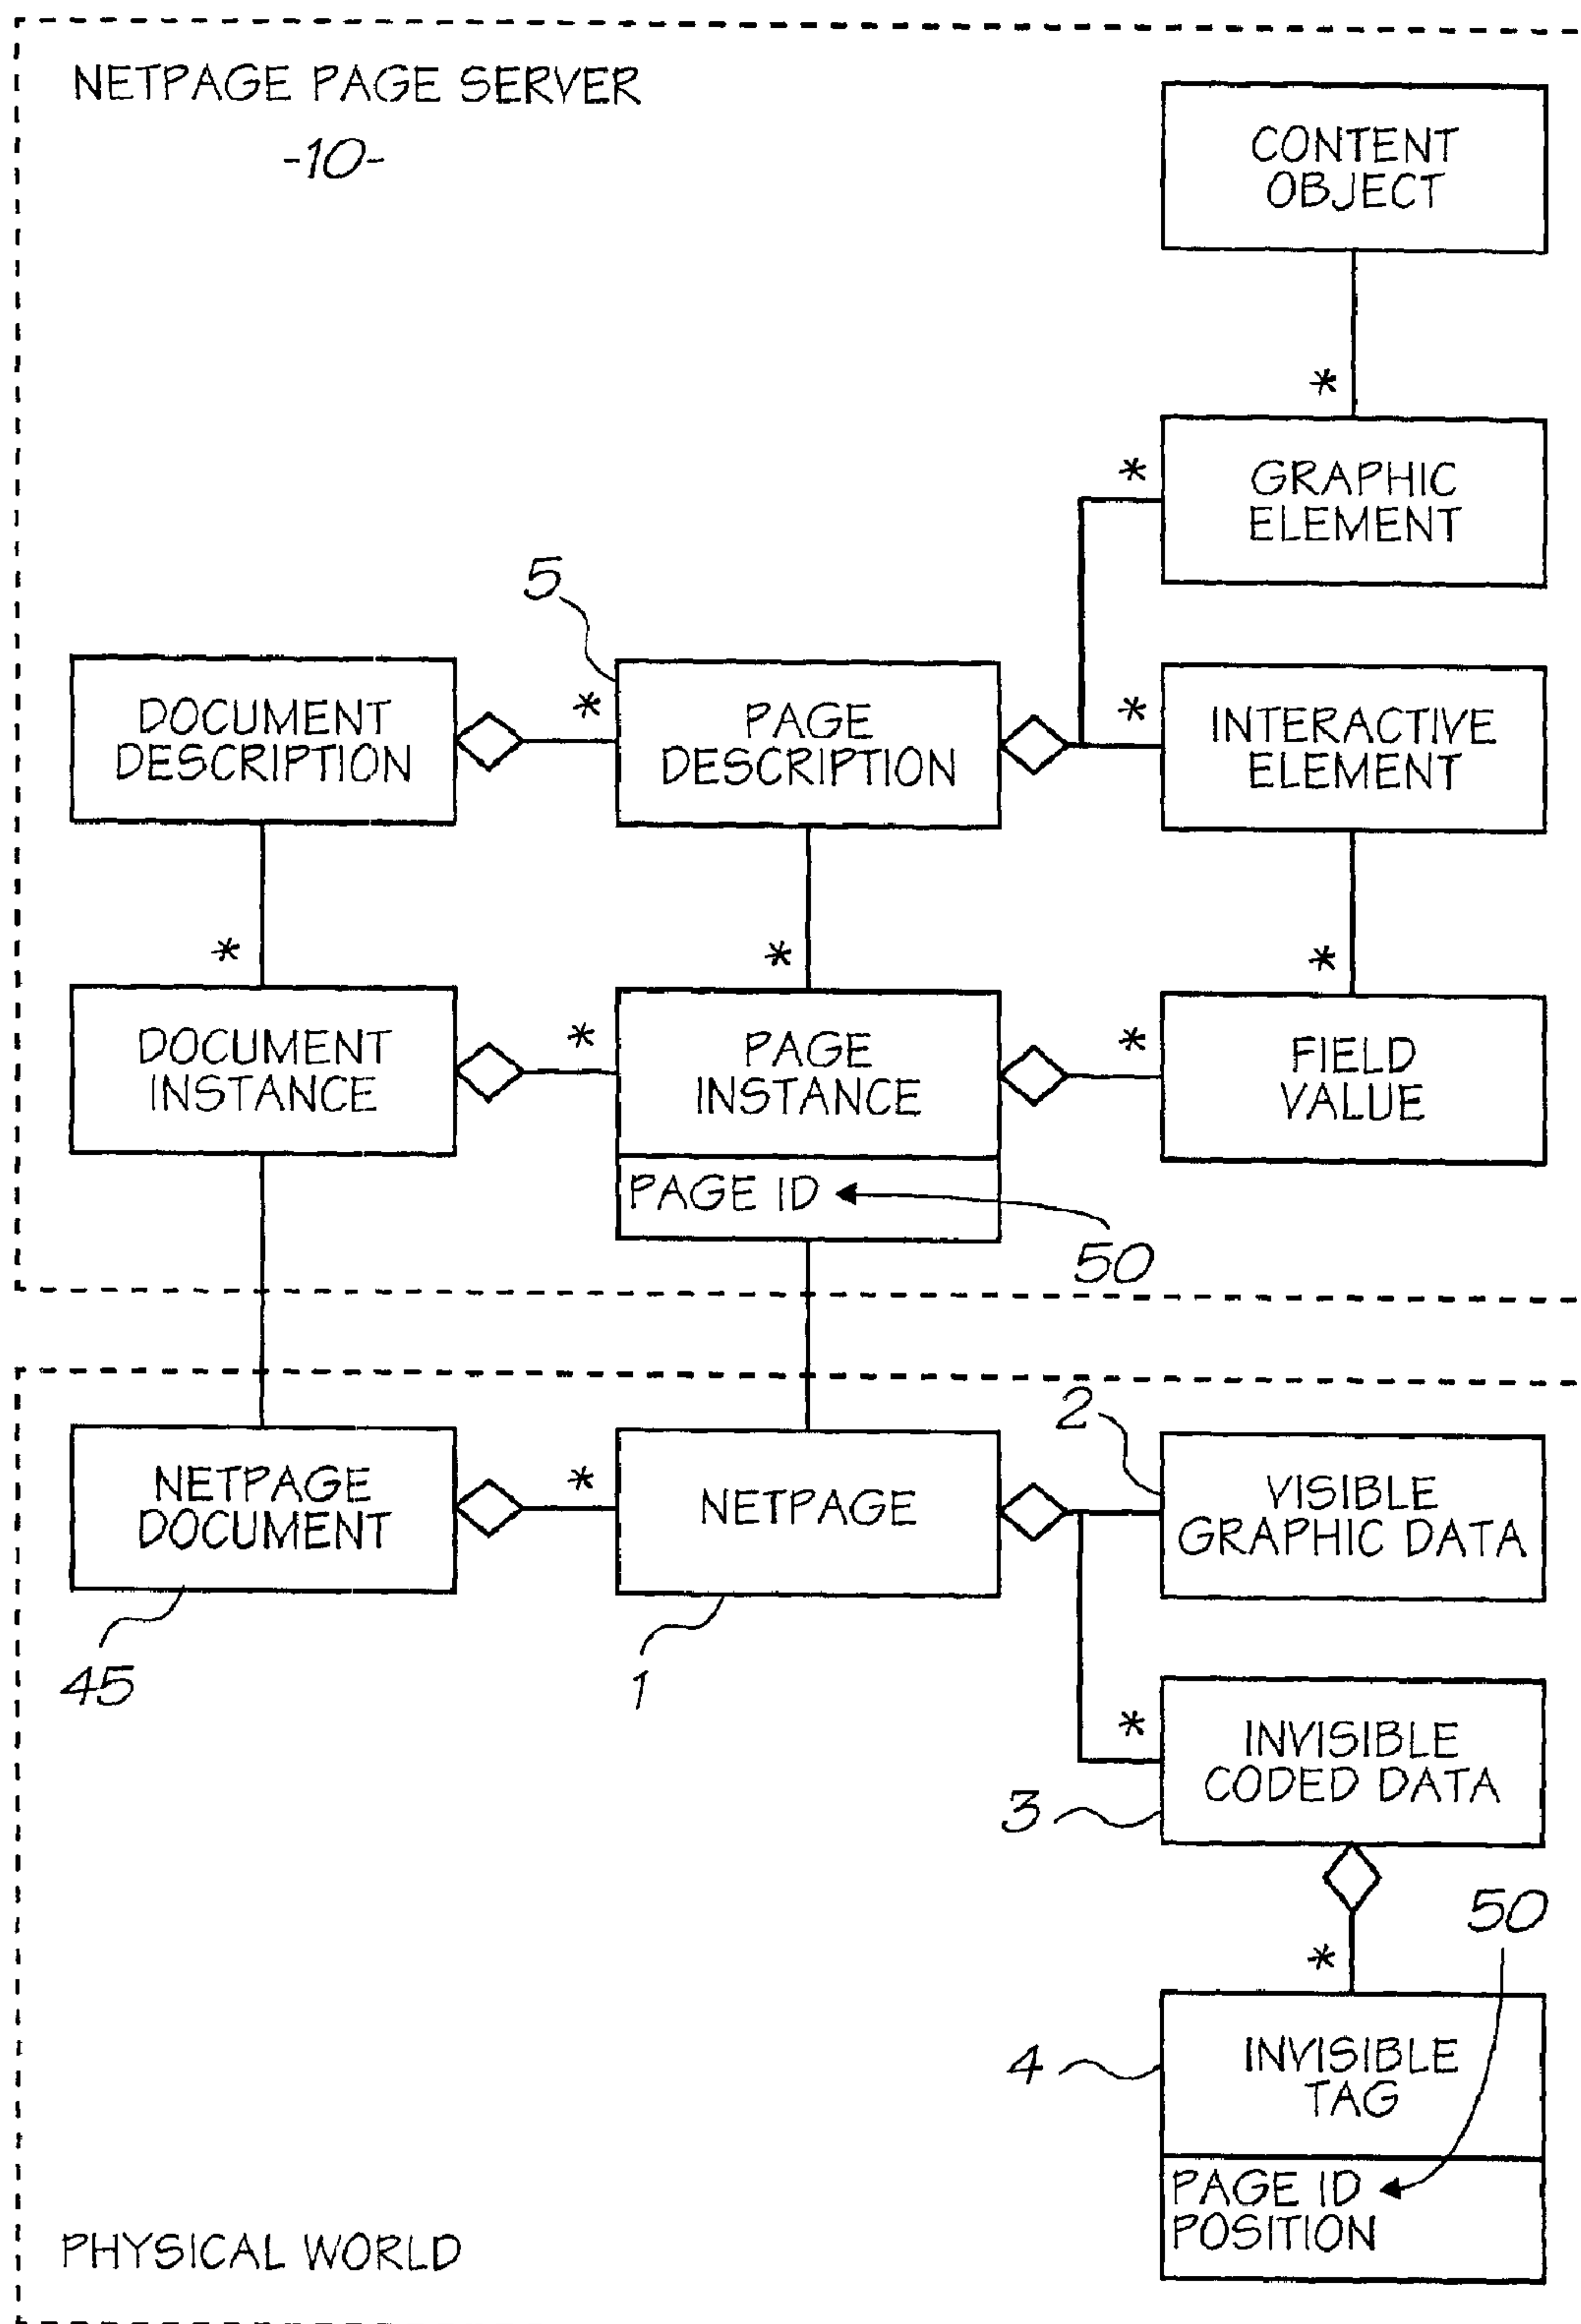 NETPAGE PAGE SERVER
-10-
CONTENT
OBJECT
*
*
GRAPHIC
ELEMENT
5
DOCUMENT
DESCRIPTION
*
PAGE
DESCRIPTION
*
INTERACTIVE
ELEMENT
*
*
*
DOCUMENT
INSTANCE
*
PAGE
INSTANCE
*
FIELD
VALUE
PAGE ID
50
2
NETPAGE
DOCUMENT
*
NETPAGE
VISIBLE
GRAPHIC DATA
45
1
*
INVISIBLE
CODED DATA
3
50
*
4
INVISIBLE
TAG
PAGE ID
POSITION
PHYSICAL WORLD